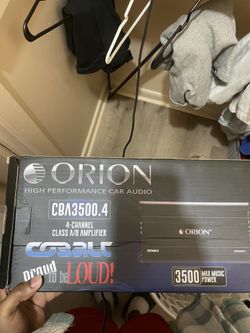 ORION
HIGH PERFORMANCE CAR AUDIO
CBA3500.4
4-CHANNEL
CLASS A/B AMPLIFIER
ORION
CObalt
COBALT
Proud to be LOUD!
3500 MAX MUSIC
POWER